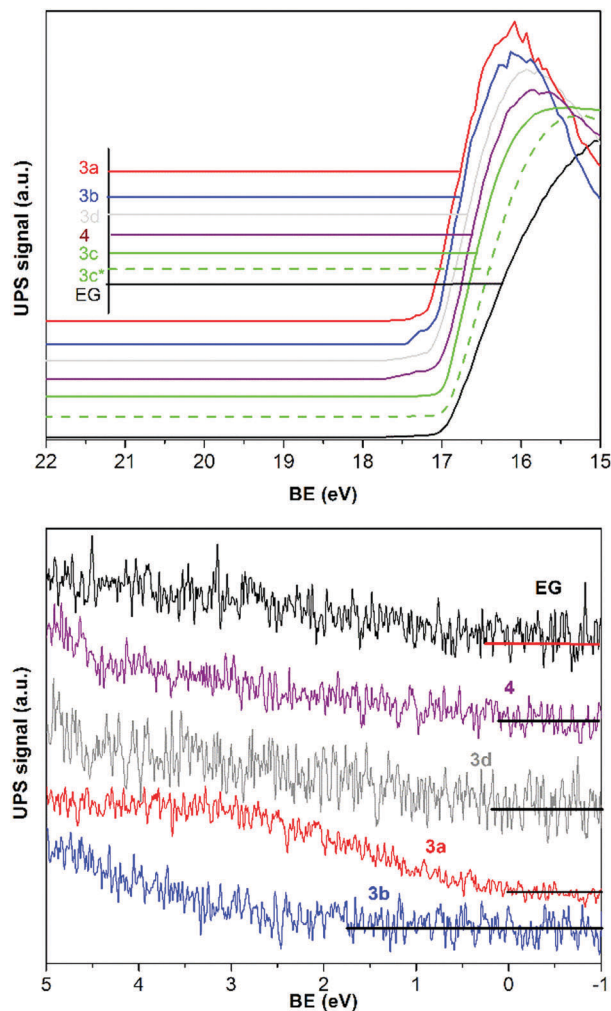 UPS signal (a.u.)
3a
3b
3d
4
3c
3c*
EG
22 21 20 19 18 17 16 15
BE (eV)
UPS signal (a.u.)
EG
4
3d
3a
3b
5 4 3 2 1 0 -1
BE (eV)